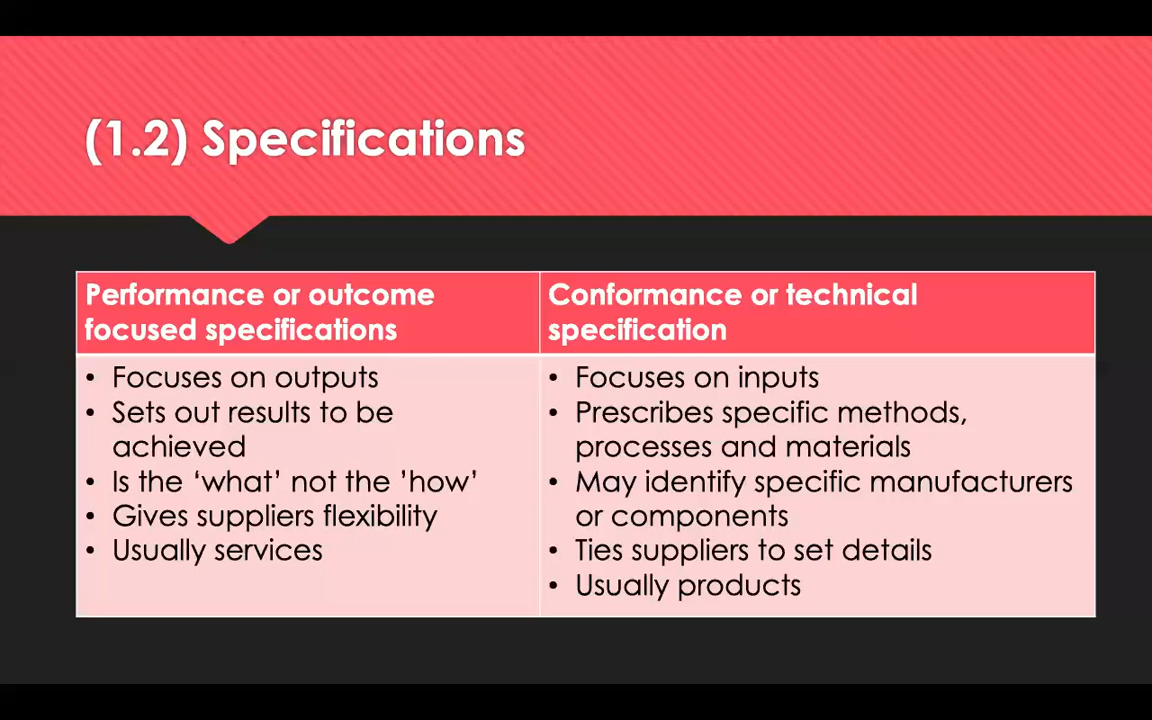 (1.2) Specifications
Performance or outcome
focused specifications
• Focuses on outputs
• Sets out results to be
achieved
• Is the ‘what’ not the ’how’
• Gives suppliers flexibility
• Usually services
Conformance or technical
specification
• Focuses on inputs
• Prescribes specific methods,
processes and materials
• May identify specific manufacturers
or components
• Ties suppliers to set details
• Usually products